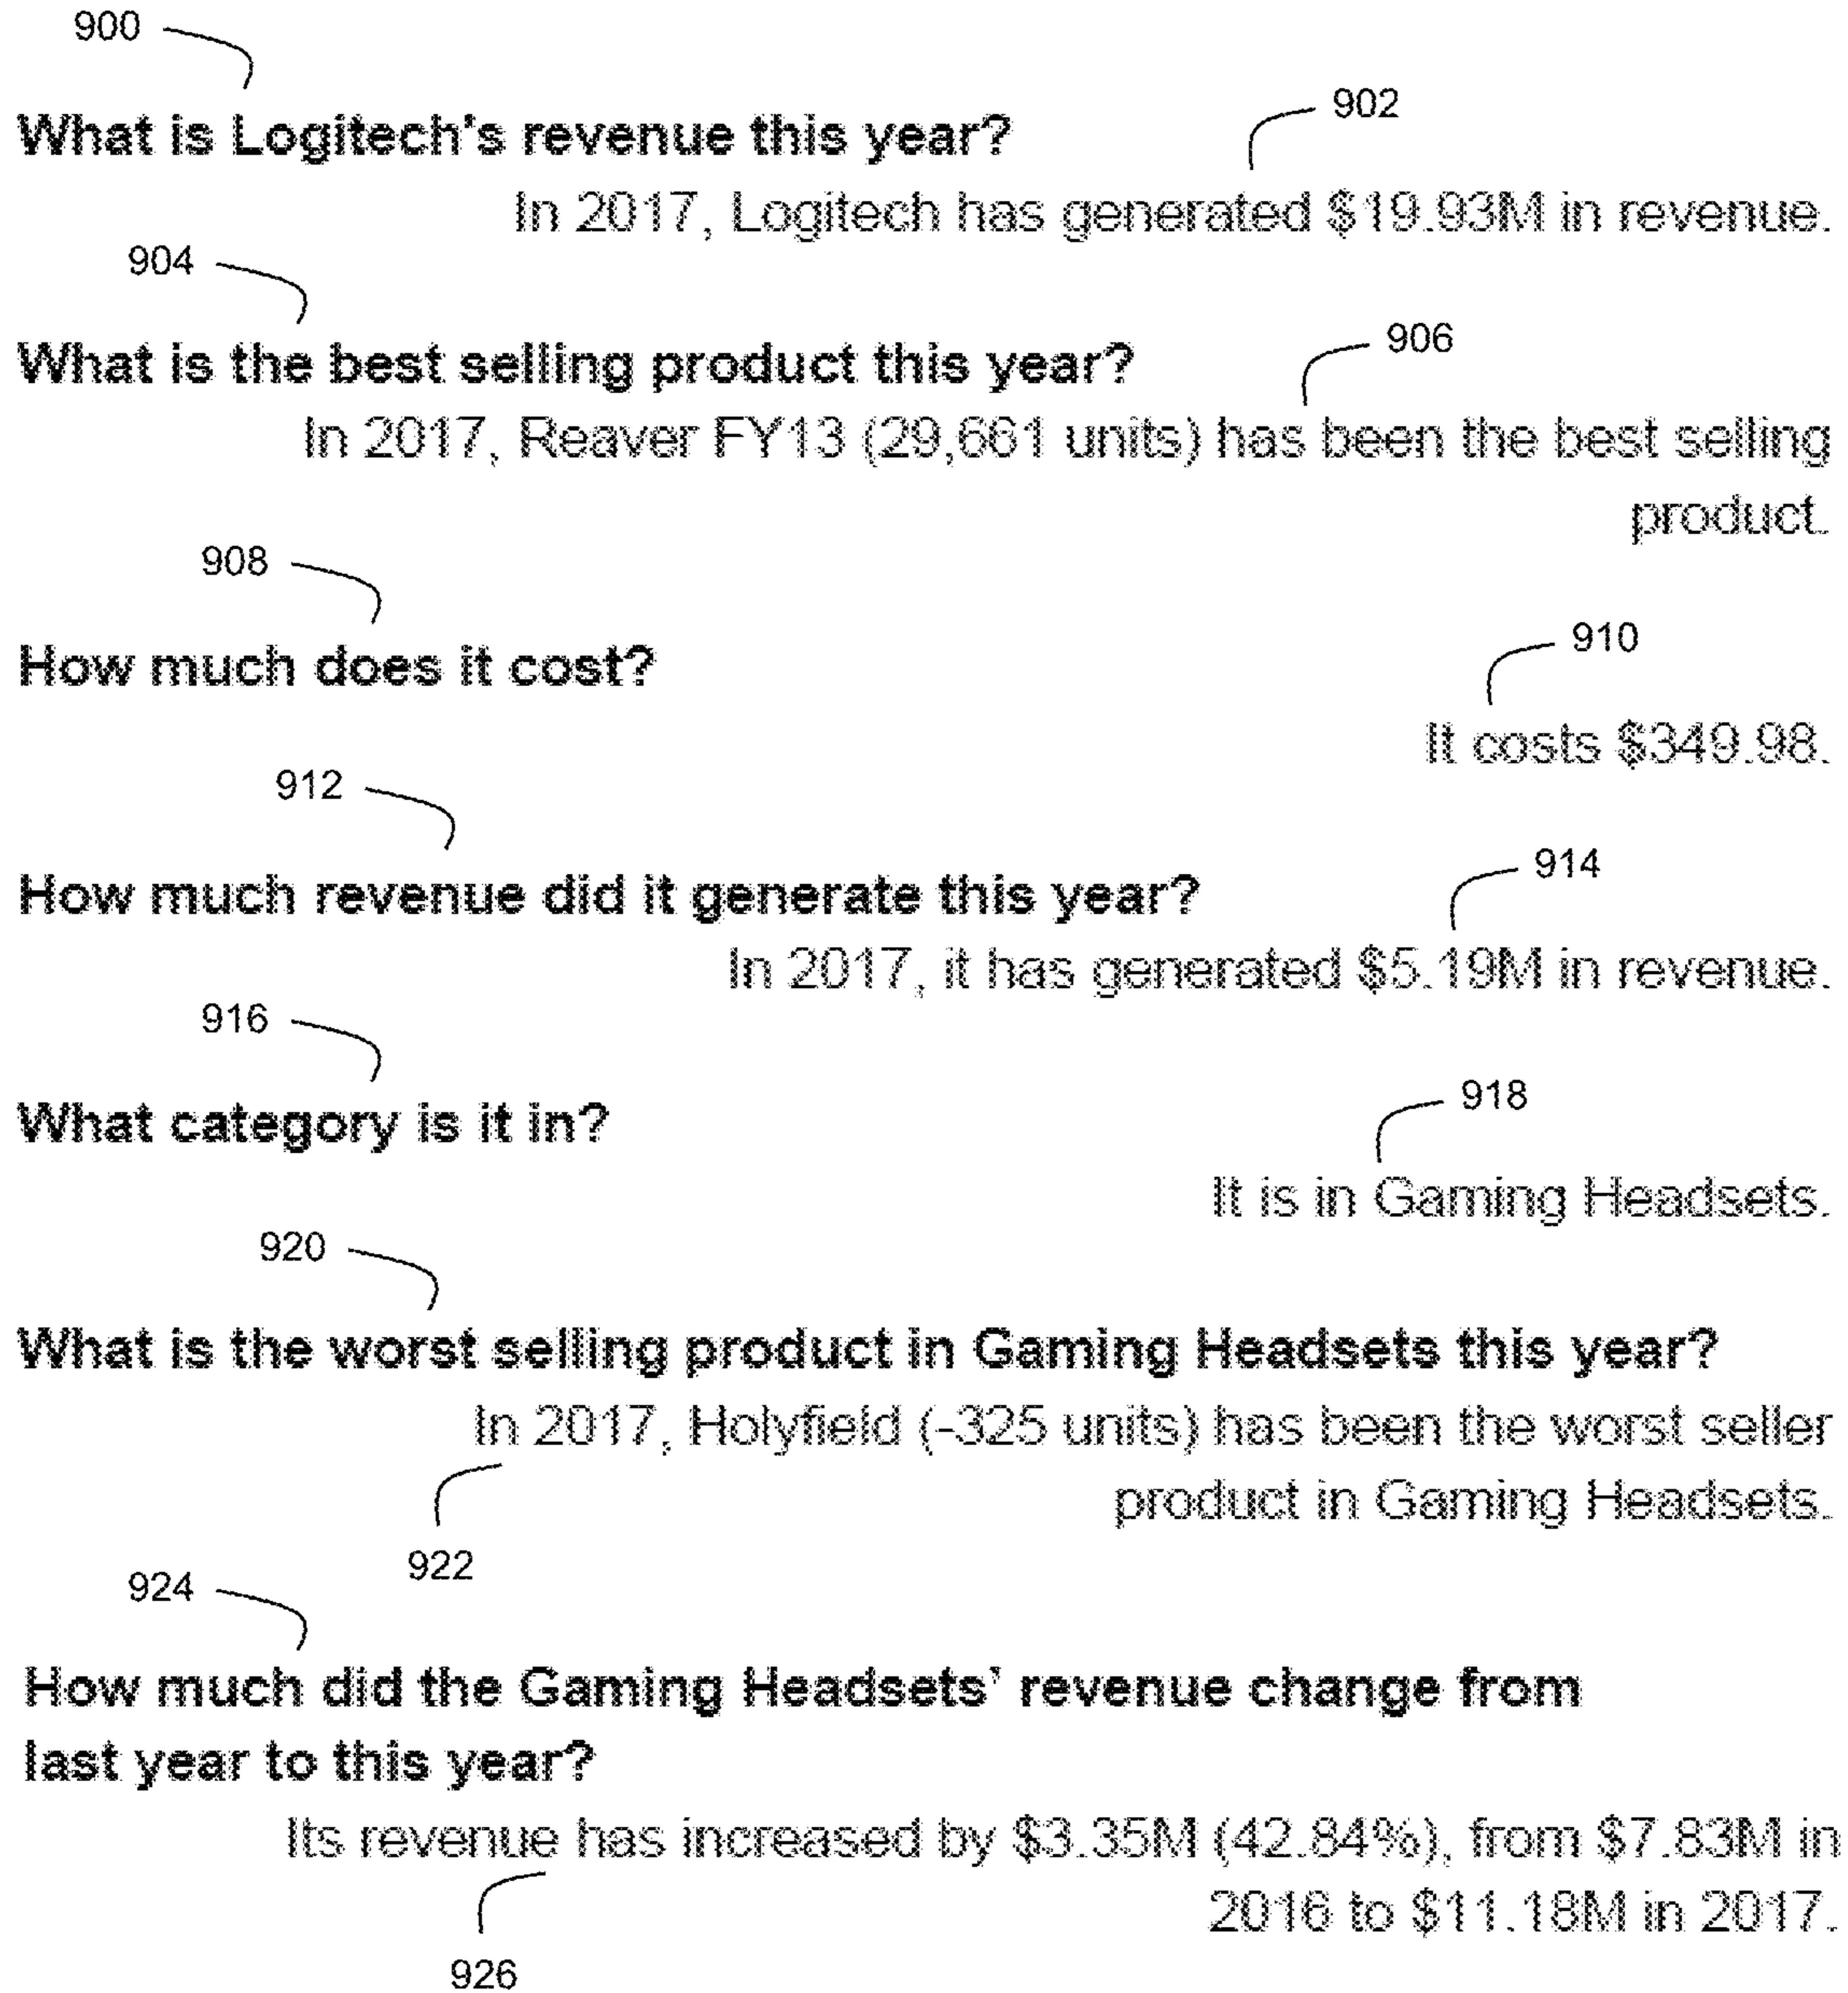 900
What is Logitech's revenue this year?
902
In 2017, Logitech has generated $19.93M in revenue.
904
What is the best selling product this year?
906
In 2017, Reaver FY13 (29,661 units) has been the best selling
product.
908
How much does it cost?
910
It costs $349.98.
912
How much revenue did it generate this year?
914
In 2017, it has generated $5.19M in revenue.
916
What category is it in?
918
It is in Gaming Headsets.
920
What is the worst selling product in Gaming Headsets this year?
In 2017, Holyfield (-325 units) has been the worst seller
product in Gaming Headsets.
922
924
How much did the Gaming Headsets' revenue change from
last year to this year?
Its revenue has increased by $3.35M (42.84%), from $7.83M in
2016 to $11.18M in 2017.
926